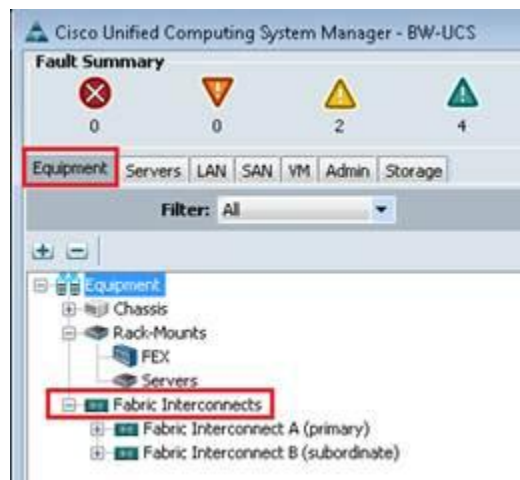 Cisco Unified Computing System Manager - BW-UCS
Fault Summary
0 0 2 4
Equipment Servers LAN SAN VM Admin Storage
Filter: All
Equipment
Chassis
Rack-Mounts
FEX
Servers
Fabric Interconnects
Fabric Interconnect A (primary)
Fabric Interconnect B (subordinate)